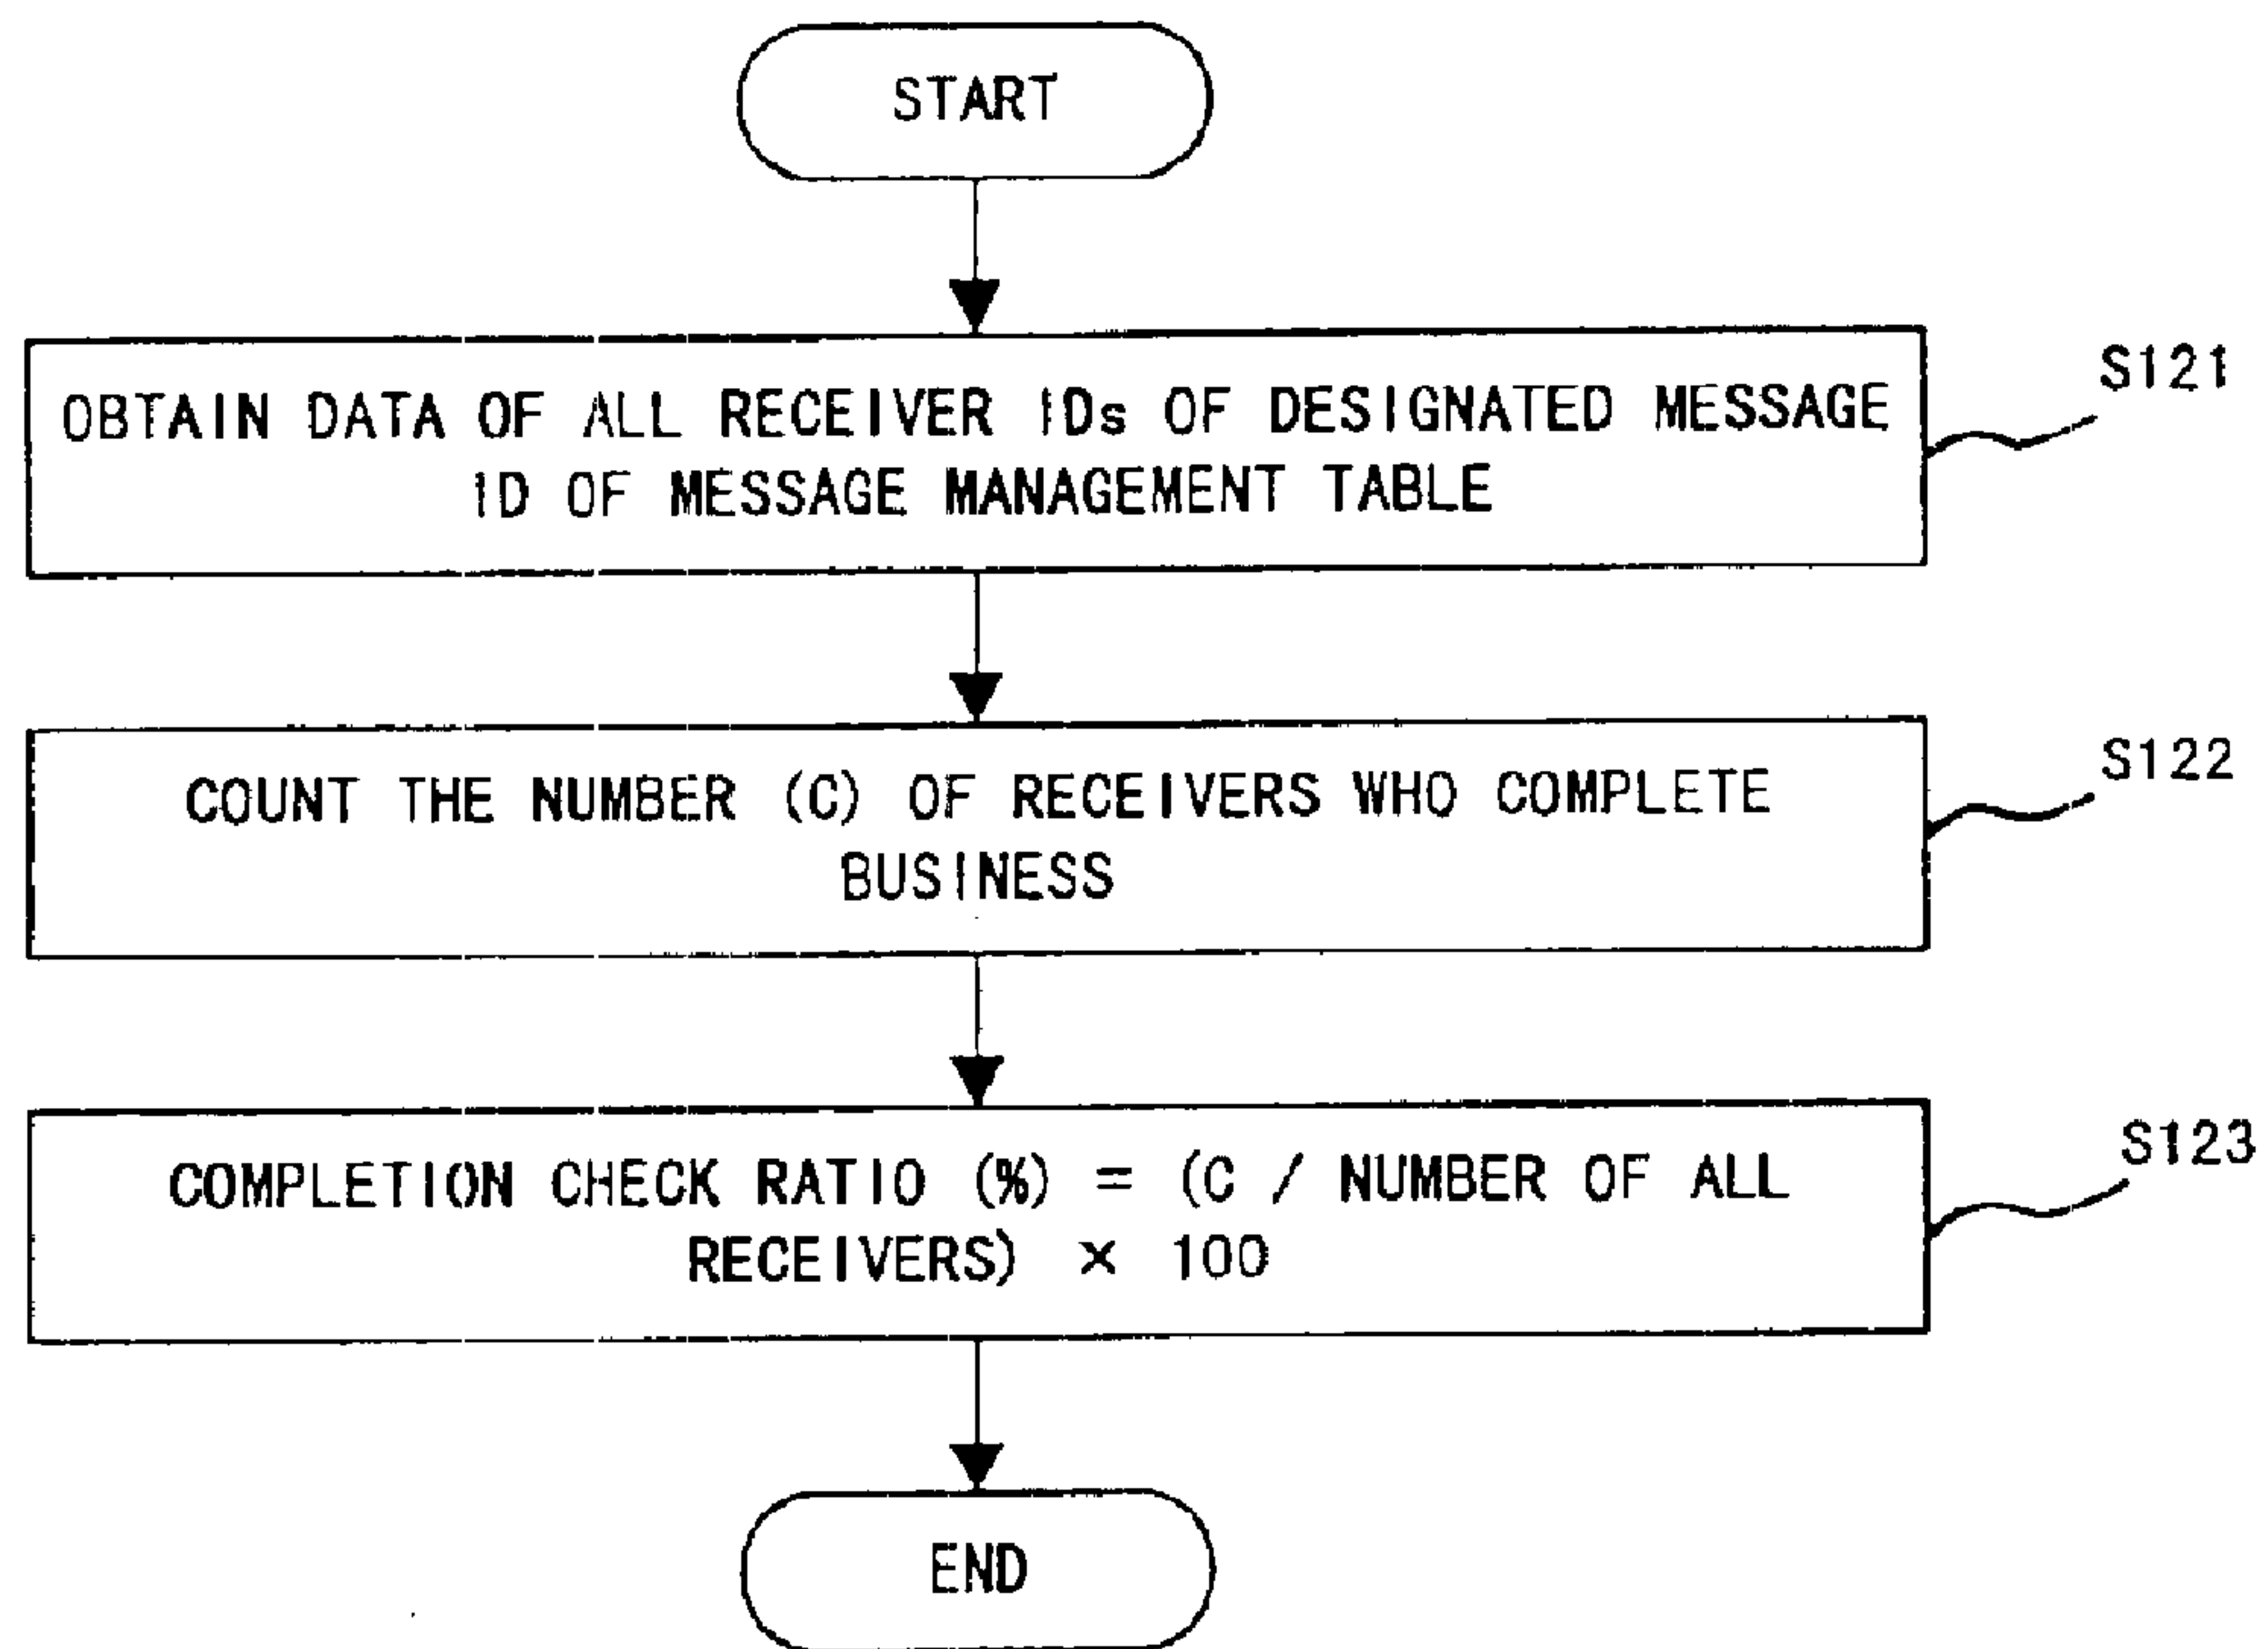 START
S121
OBTAIN DATA OF ALL RECEIVER IDs OF DESIGNATED MESSAGE
ID OF MESSAGE MANAGEMENT TABLE
S122
COUNT THE NUMBER (C) OF RECEIVERS WHO COMPLETE
BUSINESS
S123
COMPLETION CHECK RATIO (%) = (C / NUMBER OF ALL
RECEIVERS) × 100
END